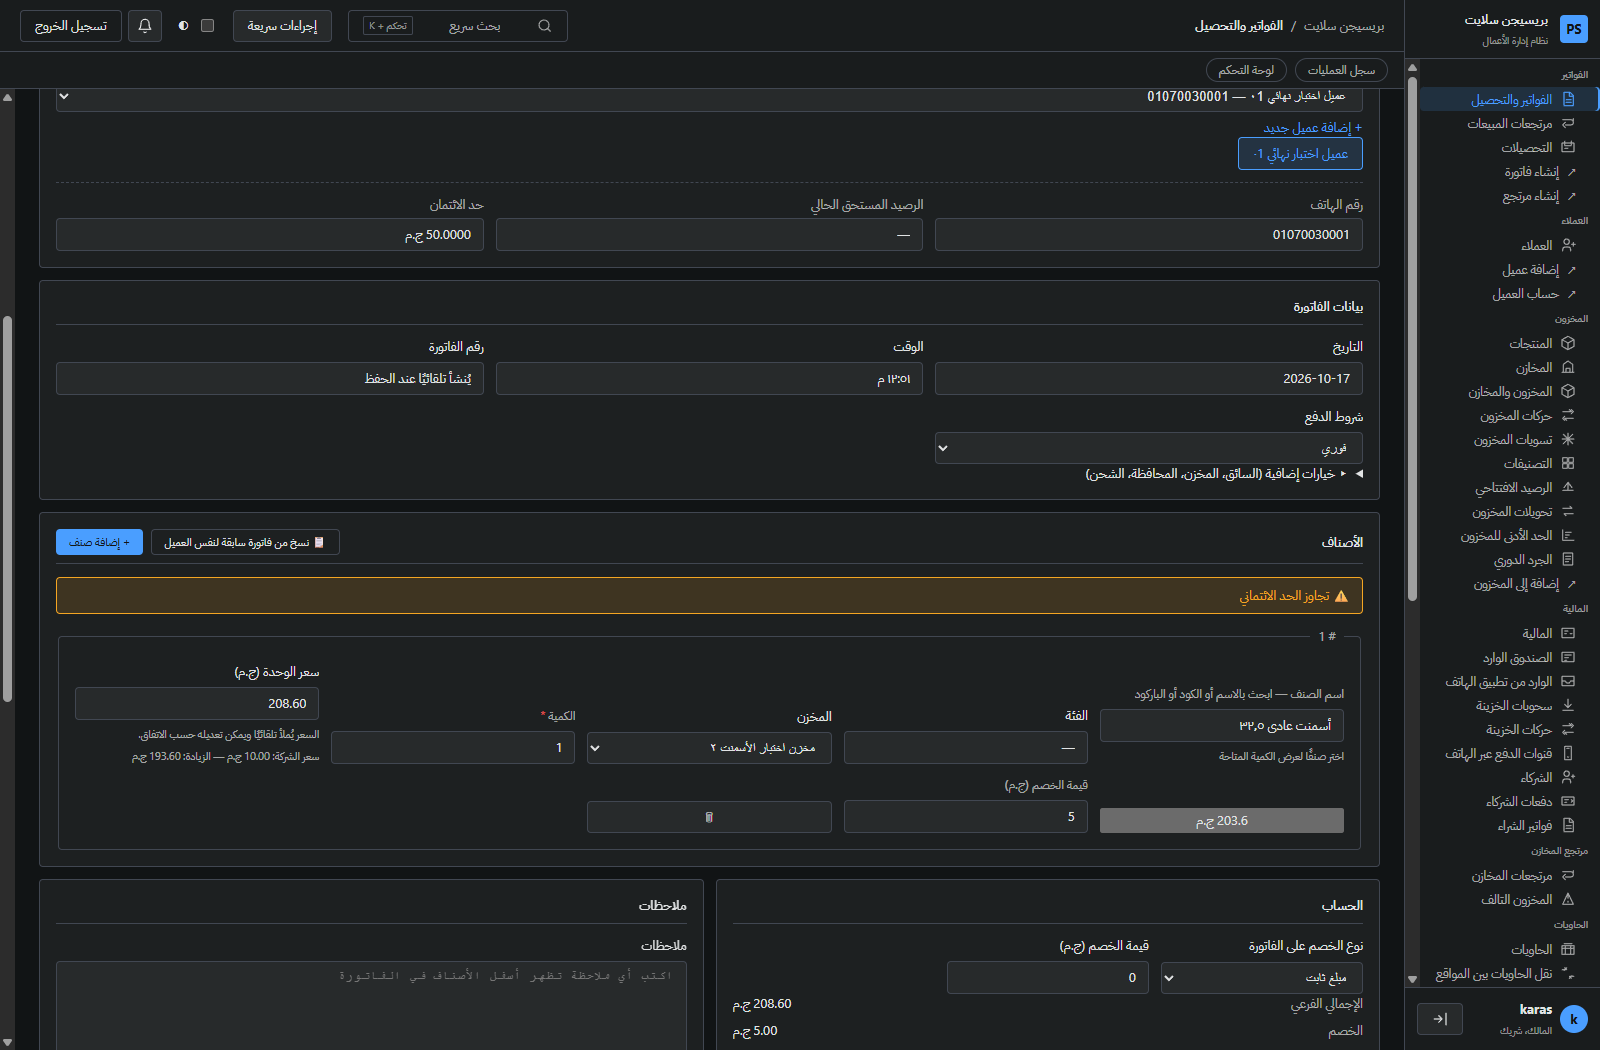 PS
بريسيجن سلايت
نظام إدارة الأعمال
بريسيجن سلايت / الفواتير والتحصيل
بحث سريع
تحكم + K
إجراءات سريعة
تسجيل الخروج
سجل العمليات
لوحة التحكم
الفواتير
الفواتير والتحصيل
مرتجعات المبيعات
التحصيلات
إنشاء فاتورة
إنشاء مرتجع
العملاء
العملاء
إضافة عميل
حساب العميل
المخزون
المنتجات
المخازن
المخزون والمخازن
حركات المخزون
تسويات المخزون
التصنيفات
الرصيد الافتتاحي
تحويلات المخزون
الحد الأدنى للمخزون
الجرد الدوري
إضافة إلى المخزون
المالية
المالية
الصندوق الوارد
الوارد من تطبيق الهاتف
سحوبات الخزينة
حركات الخزينة
قنوات الدفع عبر الهاتف
الشركاء
دفعات الشركاء
فواتير الشراء
مرتجع المخازن
مرتجعات المخازن
المخزون التالف
الحاويات
الحاويات
نقل الحاويات بين المواقع
karas
المالك، شريك
k
عميل اختبار نهائي ٠1 — 01070030001
+ إضافة عميل جديد
عميل اختبار نهائي ٠1
رقم الهاتف
الرصيد المستحق الحالي
حد الائتمان
01070030001
—
50.0000 ج.م
بيانات الفاتورة
التاريخ
الوقت
رقم الفاتورة
2026-10-17
١٢:٥١ م
يُنشأ تلقائيًا عند الحفظ
شروط الدفع
فوري
خيارات إضافية (السائق، المخزن، المحافظة، الشحن)
الأصناف
نسخ من فاتورة سابقة لنفس العميل
+ إضافة صنف
تجاوز الحد الائتماني
# 1
اسم الصنف — ابحث بالاسم أو الكود أو الباركود
الفئة
المخزن
الكمية *
سعر الوحدة (ج.م)
أسمنت عادى ٣٢,٥
—
مخزن اختبار الأسمنت ٢
1
208.60
اختر صنفًا لعرض الكمية المتاحة
السعر يُملأ تلقائيًا ويمكن تعديله حسب الاتفاق.
سعر الشركة: 10.00 ج.م — الزيادة: 193.60 ج.م
قيمة الخصم (ج.م)
203.6 ج.م
5
الحساب
نوع الخصم على الفاتورة
قيمة الخصم (ج.م)
مبلغ ثابت
0
الإجمالي الفرعي
208.60 ج.م
الخصم
5.00 ج.م
ملاحظات
ملاحظات
اكتب أي ملاحظة تظهر أسفل الأصناف في الفاتورة